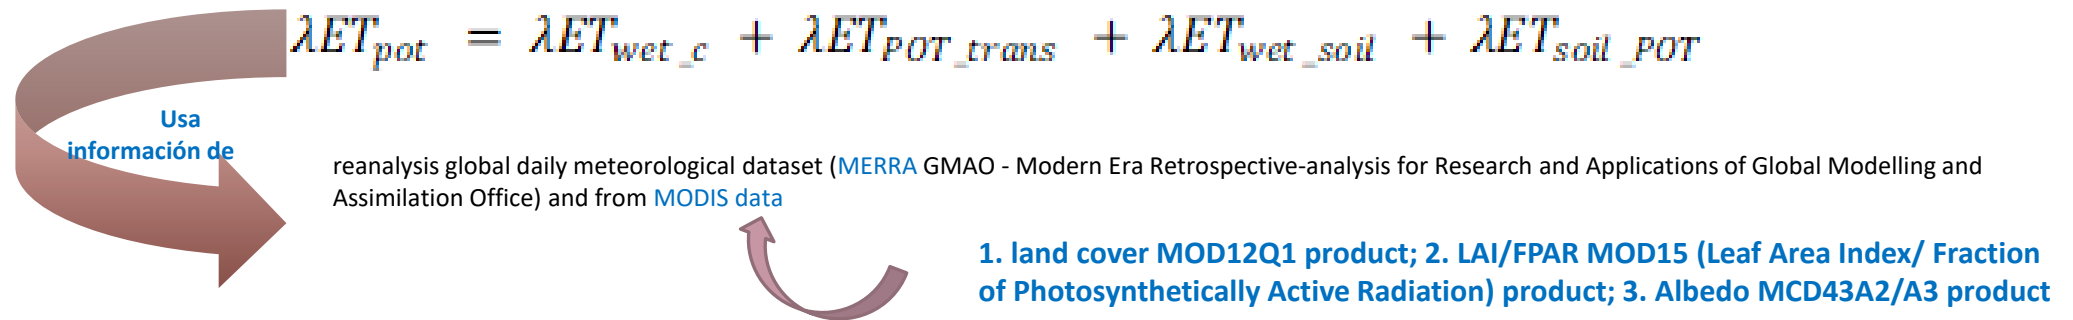 λET_pot = λET_wet_c + λET_POT_trans + λET_wet_soil + λET_soil_POT
Usa
información de
reanalysis global daily meteorological dataset (MERRA GMAO - Modern Era Retrospective-analysis for Research and Applications of Global Modelling and
Assimilation Office) and from MODIS data
1. land cover MOD12Q1 product; 2. LAI/FPAR MOD15 (Leaf Area Index/ Fraction
of Photosynthetically Active Radiation) product; 3. Albedo MCD43A2/A3 product